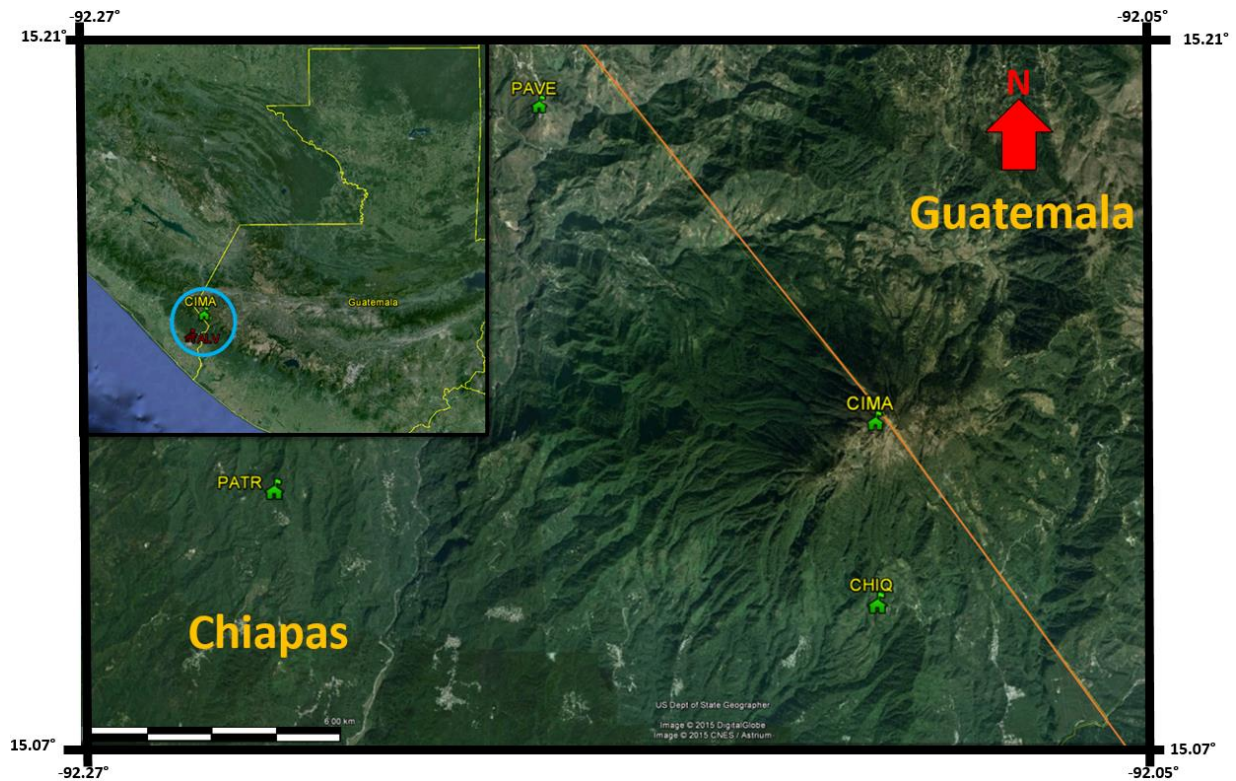 -92.27°
-92.05°
15.21°
15.21°
PAVE
N
Guatemala
CIMA
Guatemala
CIMA
PATR
CHIQ
Chiapas
US Dept of State Geographer
6.00 km
Image © 2015 DigitalGlobe
Image © 2015 CNES / Astrium
15.07°
15.07°
-92.27°
-92.05°